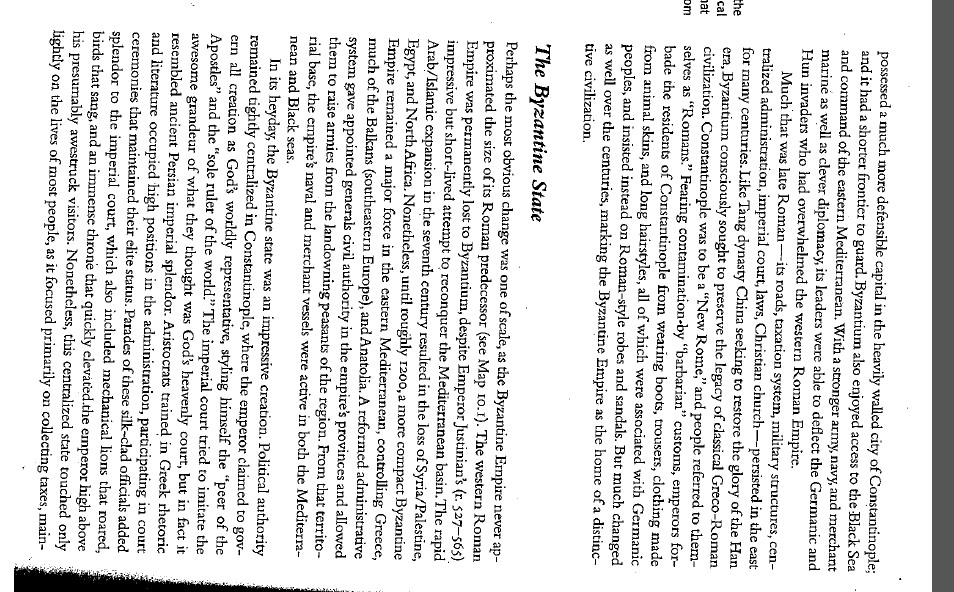 the
cal
hat
om
possessed a much more defensible capital in the heavily walled city of Constantinople;
and it had a shorter frontier to guard. Byzantium also enjoyed access to the Black Sea
and command of the eastern Mediterranean. With a stronger army, navy, and merchant
marine as well as clever diplomacy, its leaders were able to deflect the Germanic and
Hun invaders who had overwhelmed the western Roman Empire.
Much that was late Roman—its roads, taxation system, military structures, cen-
tralized administration, imperial court, laws, Christian church—persisted in the east
for many centuries. Like Tang dynasty China seeking to restore the glory of the Han
era, Byzantium consciously sought to preserve the legacy of classical Greco-Roman
civilization. Constantinople was to be a “New Rome,” and people referred to them-
selves as “Romans.” Fearing contamination by “barbarian” customs, emperors for-
bade the residents of Constantinople from wearing boots, trousers, clothing made
from animal skins, and long hairstyles, all of which were associated with Germanic
peoples, and insisted instead on Roman-style robes and sandals. But much changed
as well over the centuries, marking the Byzantine Empire as the home of a distinc-
tive civilization.
The Byzantine State
Perhaps the most obvious change was one of scale, as the Byzantine Empire never ap-
proximated the size of its Roman predecessor (see Map 10.1). The western Roman
Empire was permanently lost to Byzantium, despite Emperor Justinian’s (r. 527–565)
impressive but short-lived attempt to reconquer the Mediterranean basin. The rapid
Arab/Islamic expansion in the seventh century resulted in the loss of Syria/Palestine,
Egypt, and North Africa. Nonetheless, until roughly 1200, a more compact Byzantine
Empire remained a major force in the eastern Mediterranean, controlling Greece,
much of the Balkans (southeastern Europe), and Anatolia. A reformed administrative
system gave appointed generals civil authority in the empire’s provinces and allowed
them to raise armies from the landowning peasants of the region. From that territo-
rial base, the empire’s naval and merchant vessels were active in both the Mediterra-
nean and Black seas.
In its heyday, the Byzantine state was an impressive creation. Political authority
remained tightly centralized in Constantinople, where the emperor claimed to gov-
ern all creation as God’s worldly representative, styling himself the “peer of the
Apostles” and the “sole ruler of the world.” The imperial court tried to imitate the
awesome grandeur of what they thought was God’s heavenly court, but in fact it
resembled ancient Persian imperial splendor. Aristocrats trained in Greek rhetoric
and literature occupied high positions in the administration, participating in court
ceremonies that maintained their elite status. Parades of these silk-clad officials added
splendor to the imperial court, which also included mechanical lions that roared,
birds that sang, and an immense throne that quickly elevated the emperor high above
his presumably awestruck visitors. Nonetheless, this centralized state touched only
lightly on the lives of most people, as it focused primarily on collecting taxes, main-